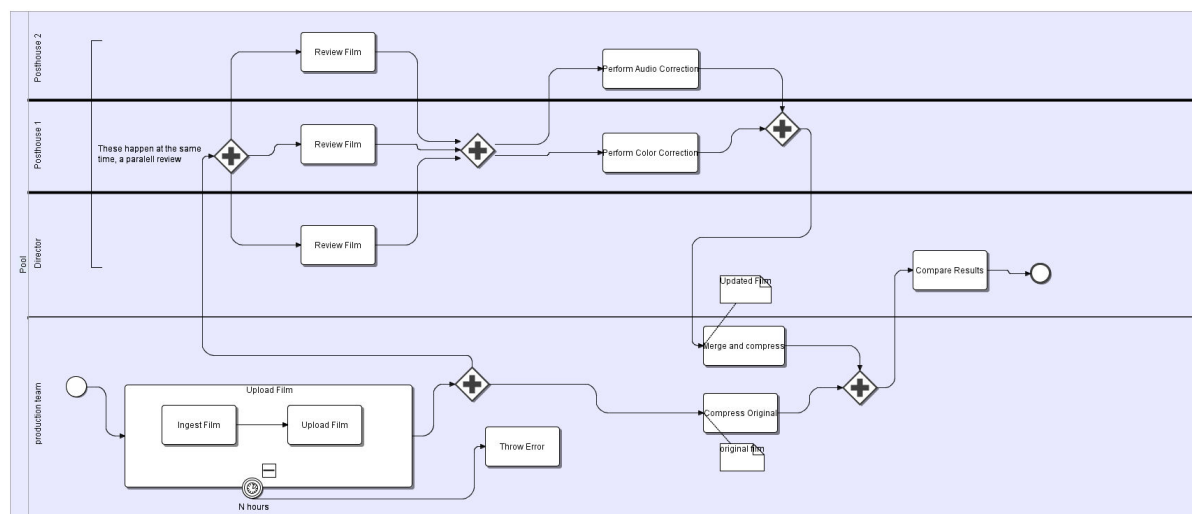 Pool
Posthouse 2
Review Film
Perform Audio Correction
Posthouse 1
These happen at the same
time, a paralell review
Review Film
Perform Color Correction
Director
Review Film
Compare Results
Updated Film
production team
Merge and compress
Upload Film
Ingest Film
Upload Film
Compress Original
Throw Error
original film
N hours